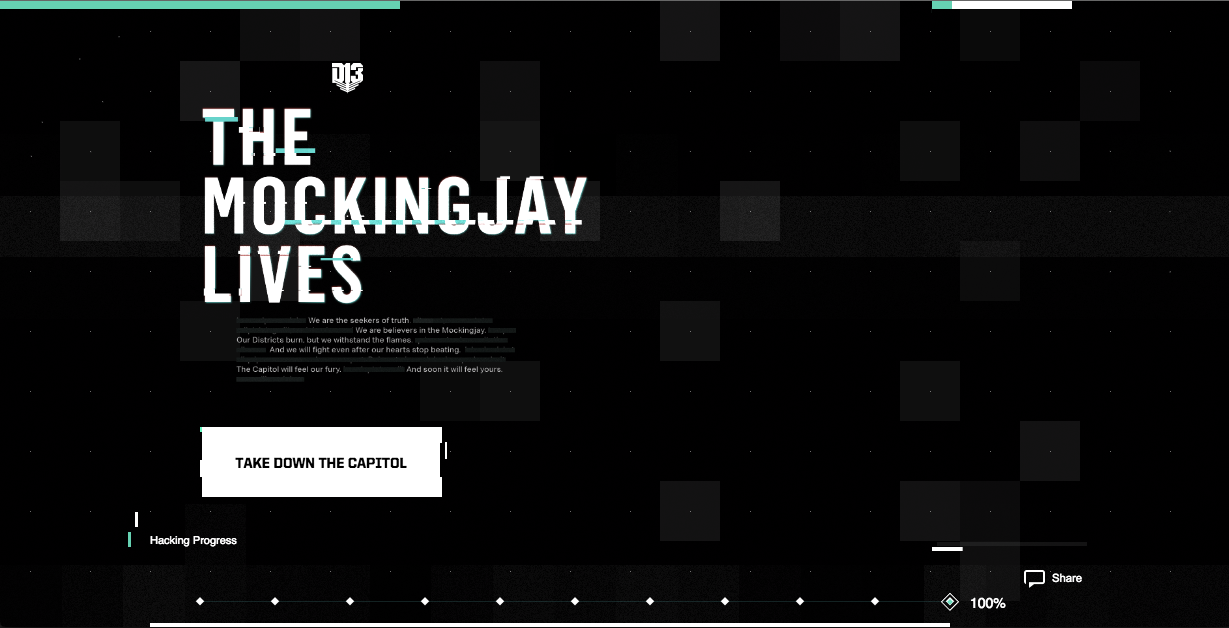 D13
THE
MOCKINGJAY
LIVES
We are the seekers of truth.
We are believers in the Mockingjay.
Our Districts burn, but we withstand the flames.
And we will fight even after our hearts stop beating.
The Capitol will feel our fury. And soon it will feel yours.
TAKE DOWN THE CAPITOL
Hacking Progress
Share
100%